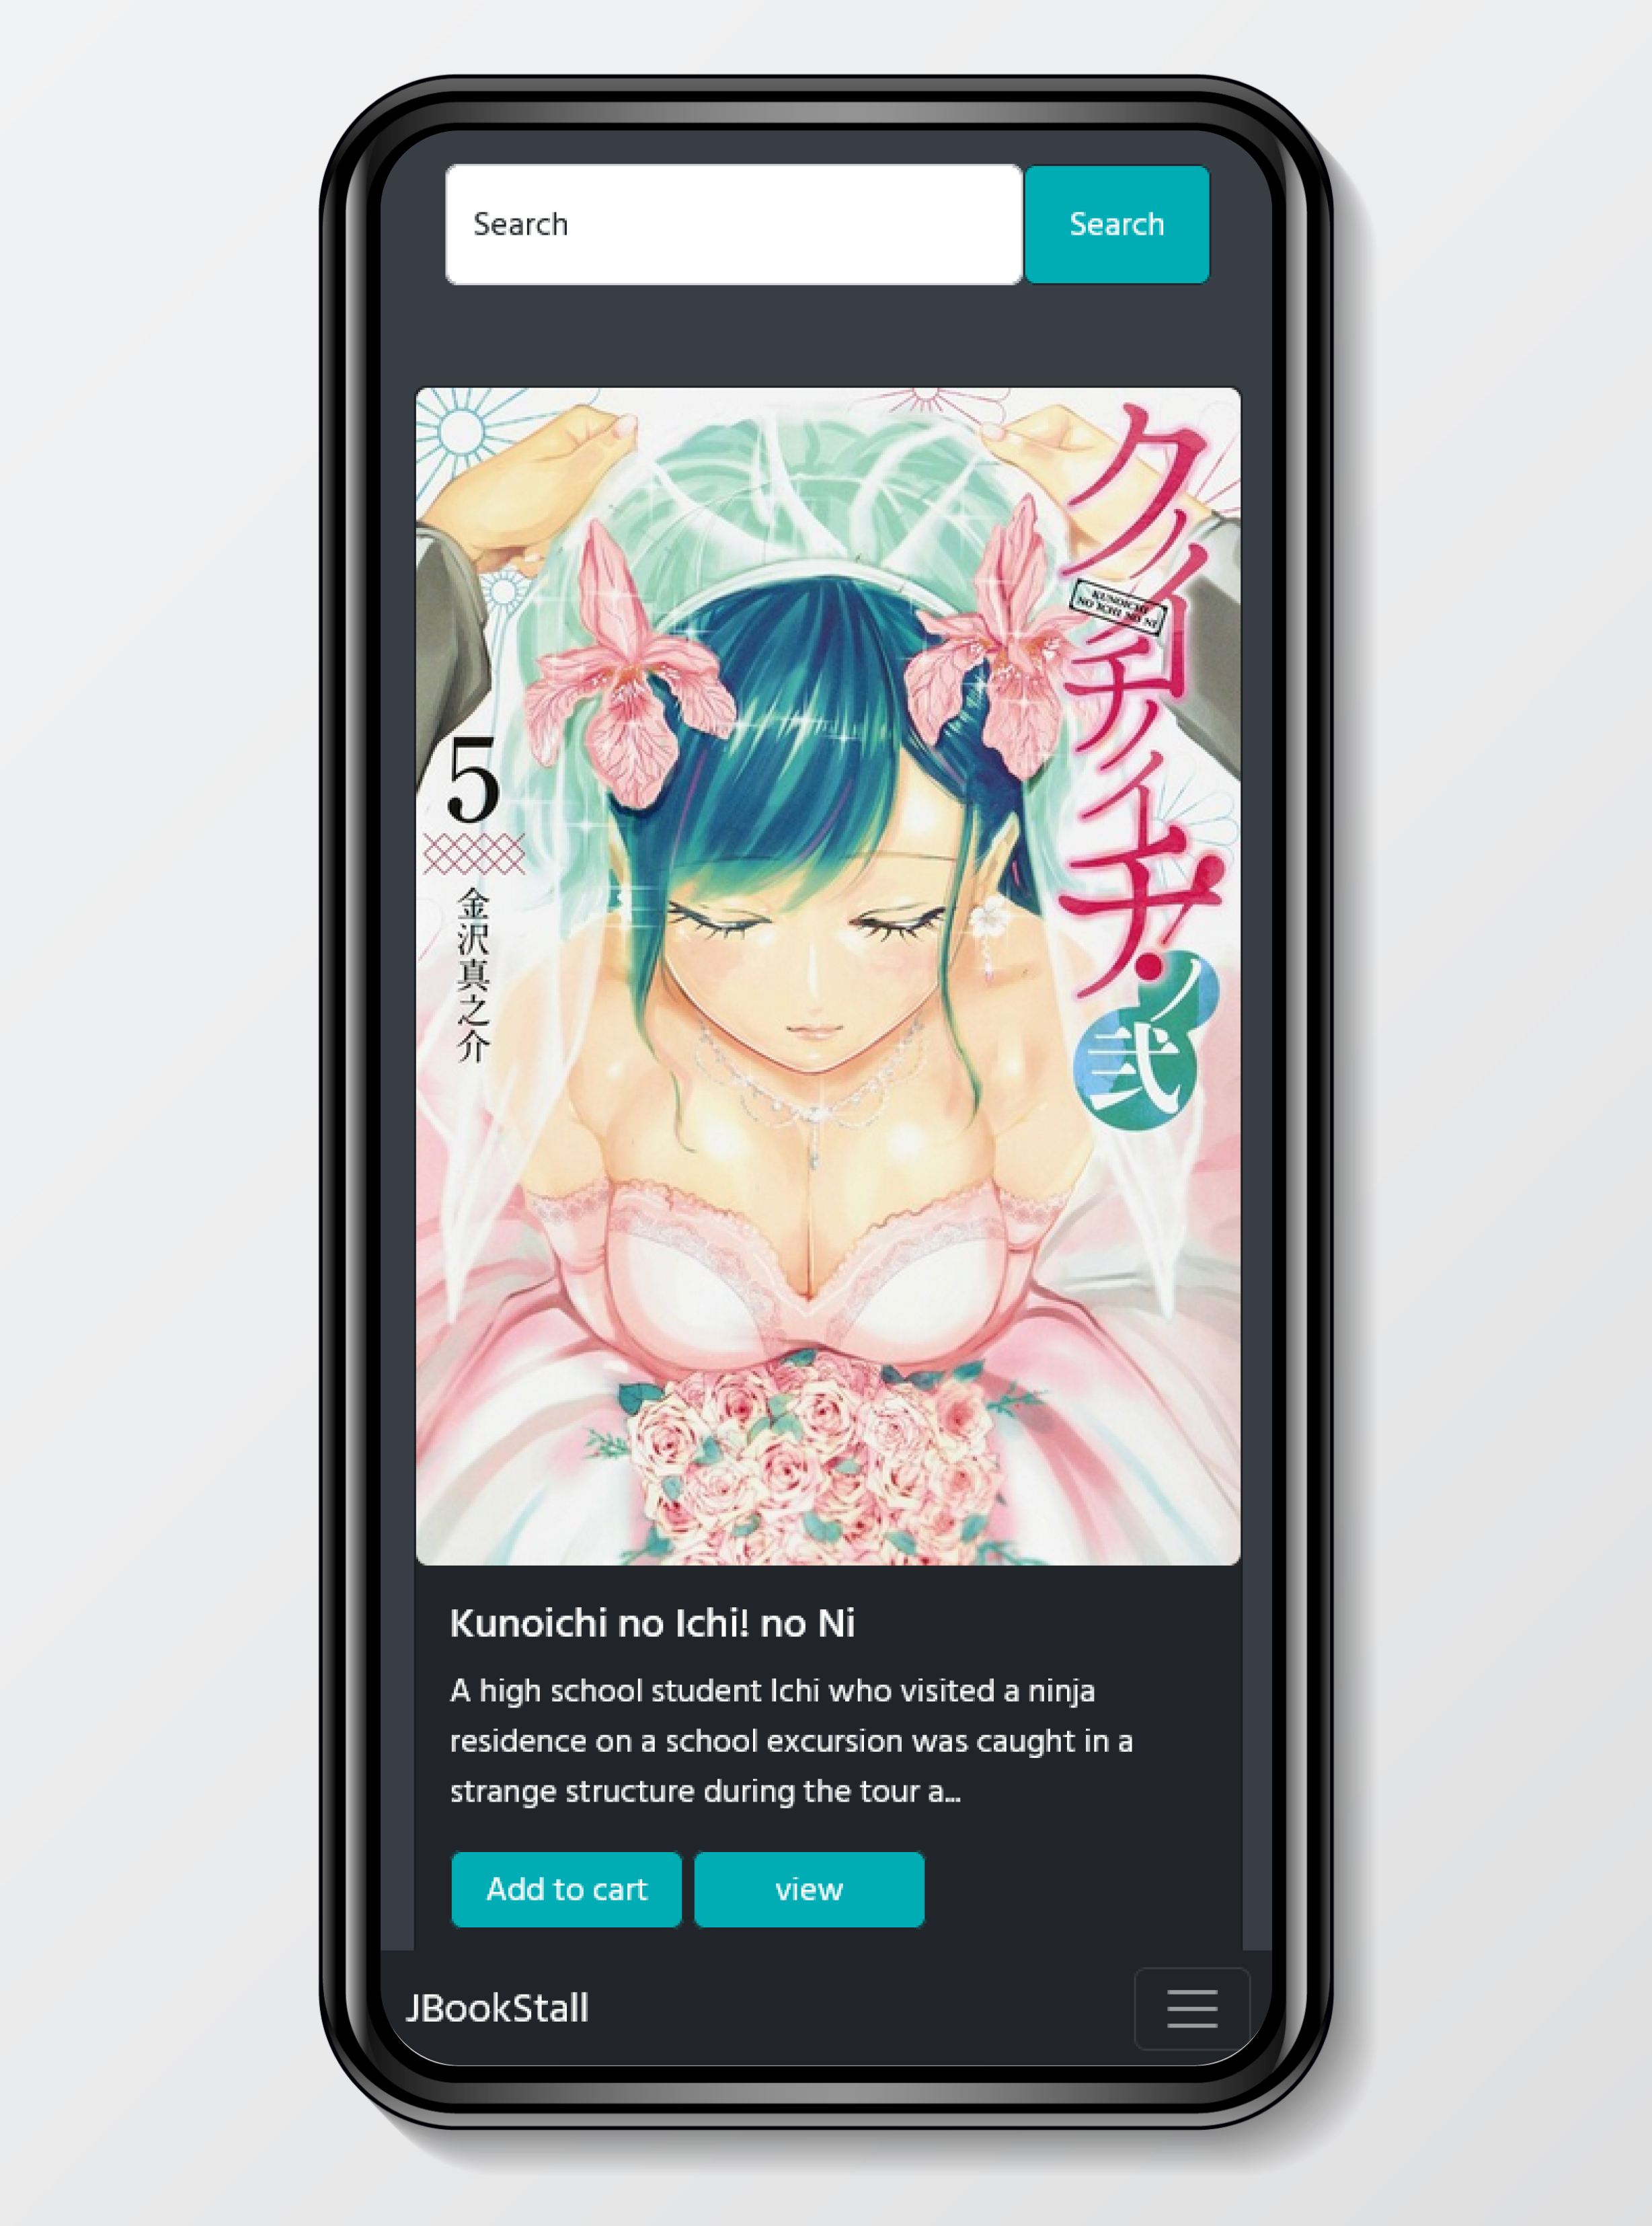 Search
Search
クノイチノイチ!
KUNOICHI
NO ICHI NO NI
ノ弐
5
金沢真之介
Kunoichi no Ichi! no Ni
A high school student Ichi who visited a ninja
residence on a school excursion was caught in a
strange structure during the tour a...
Add to cart
view
JBookStall